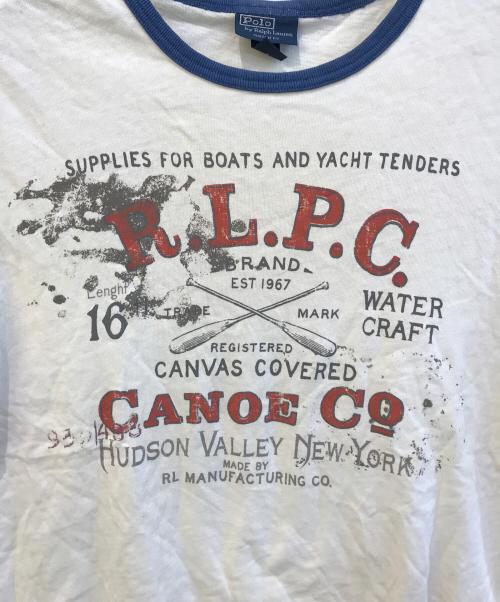 Polo
by Ralph Lauren
SUPPLIES FOR BOATS AND YACHT TENDERS
R.L.P.C.
BRAND
EST 1967
Lenght
16
TRADE MARK
WATER
CRAFT
REGISTERED
CANVAS COVERED
CANOE CO
HUDSON VALLEY NEW YORK
MADE BY
RL MANUFACTURING CO.